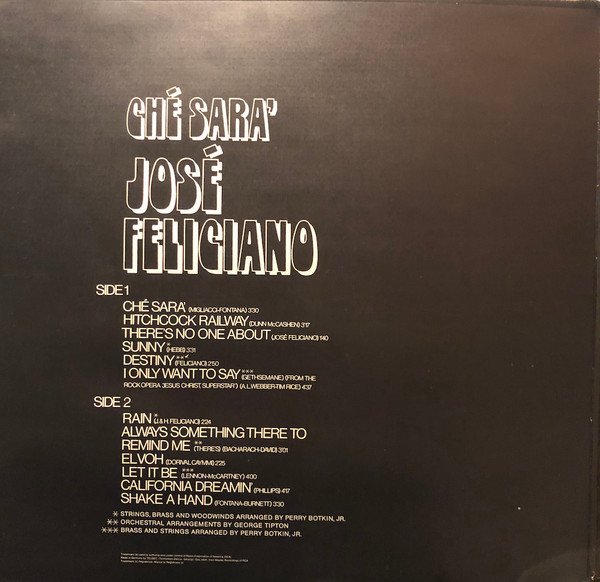 CHÉ SARA'
JOSÉ
FELICIANO
SIDE 1
CHÉ SARA' (MIGLIACCI-FONTANA) 3'30
HITCHCOCK RAILWAY (DUNN McCASHEN) 3'17
THERE'S NO ONE ABOUT (JOSÉ FELICIANO) 1'40
SUNNY * (HEBB) 3'31
DESTINY ** (FELICIANO) 2'50
I ONLY WANT TO SAY *** (GETHSEMANE) (FROM THE
ROCK OPERA JESUS CHRIST, SUPERSTAR') (A.L.WEBBER-TIM RICE) 4'37
SIDE 2
RAIN * (J.& H. FELICIANO) 2'24
ALWAYS SOMETHING THERE TO
REMIND ME ** (THERE'S) (BACHARACH-DAVID) 3'01
EL VOH (DORIVAL CAYMMI) 2'25
LET IT BE *** (LENNON-McCARTNEY) 4'00
CALIFORNIA DREAMIN' (PHILLIPS) 4'17
SHAKE A HAND (FONTANA-BURNETT) 3'30
* STRINGS, BRASS AND WOODWINDS ARRANGED BY PERRY BOTKIN, JR.
** ORCHESTRAL ARRANGEMENTS BY GEORGE TIPTON
*** BRASS AND STRINGS ARRANGED BY PERRY BOTKIN, JR.